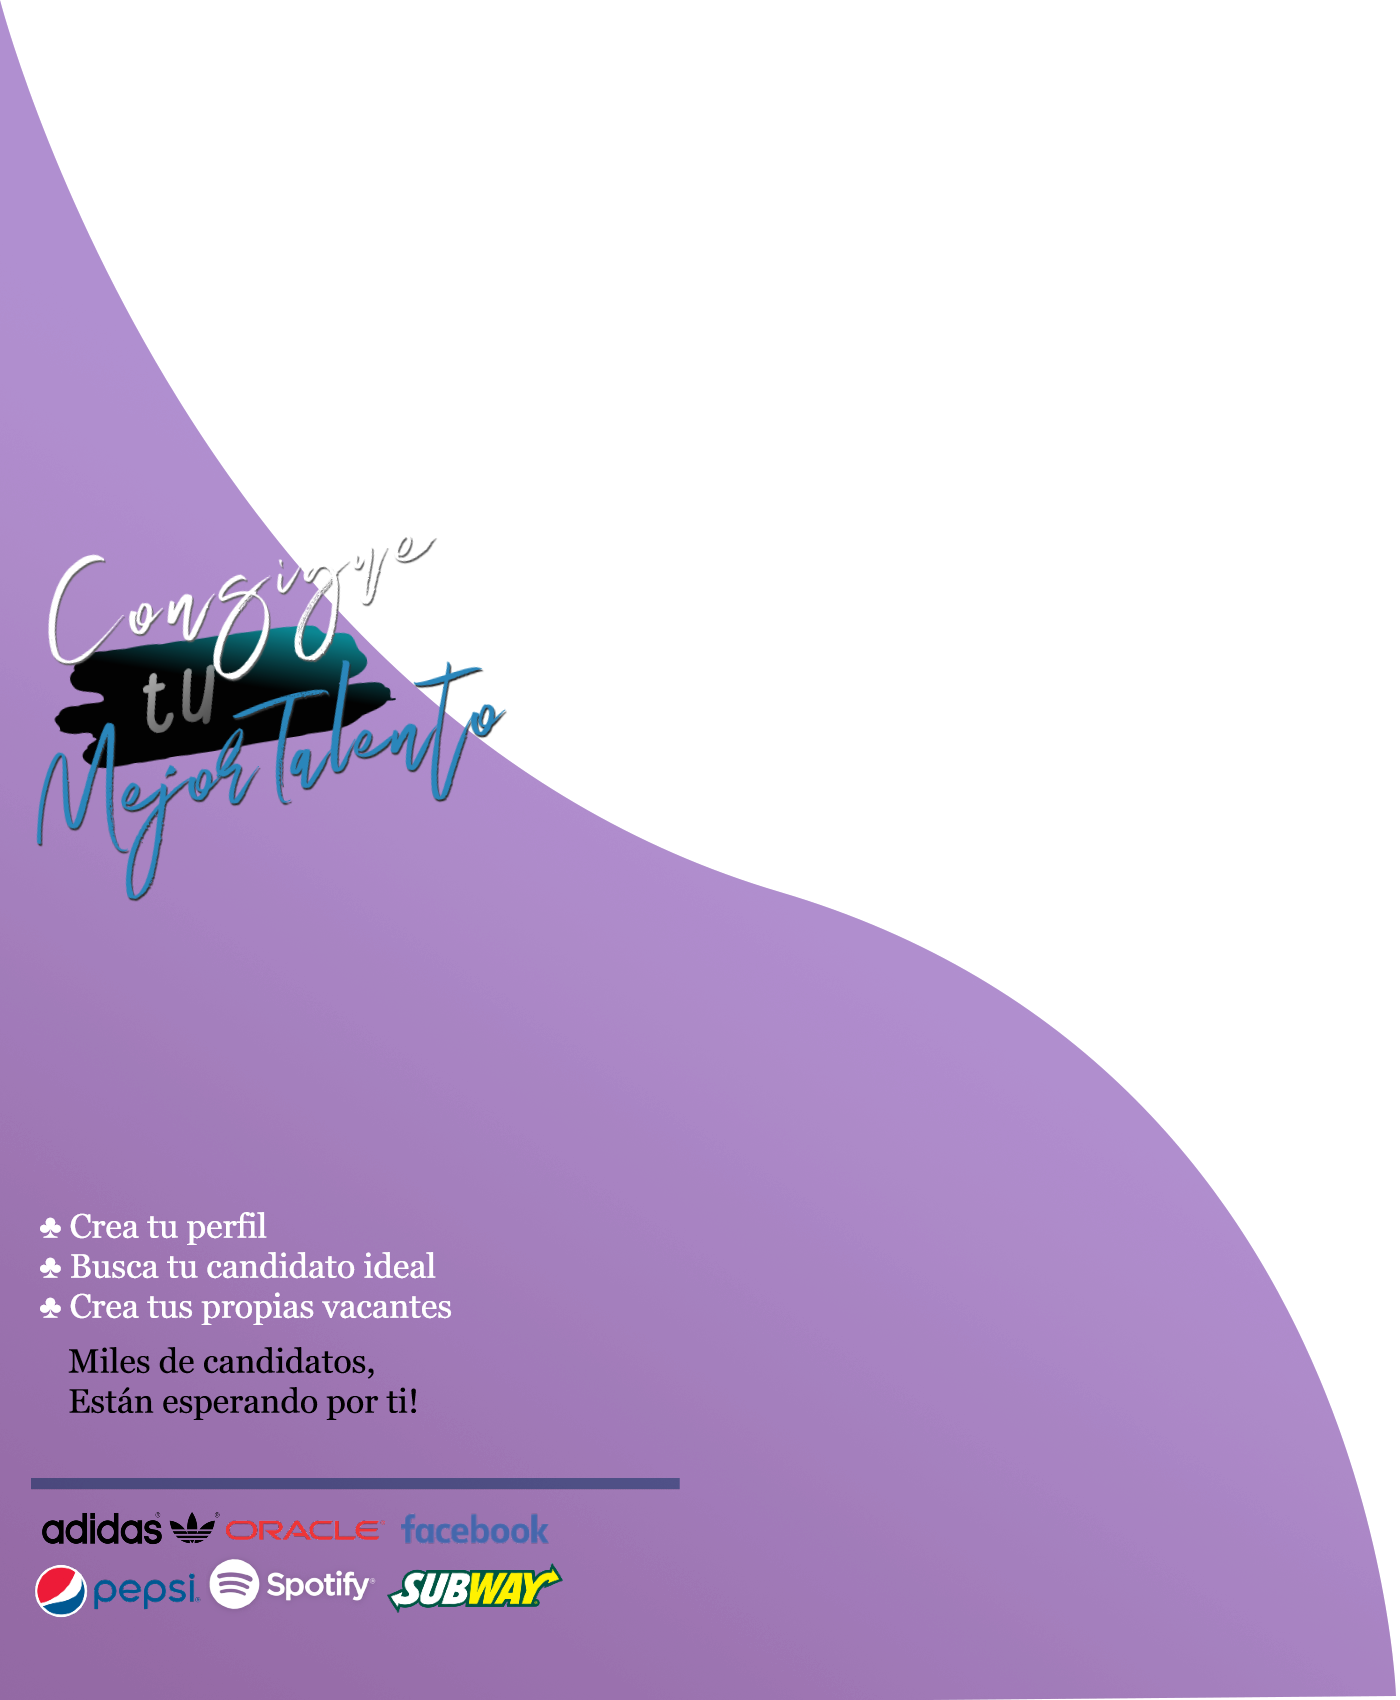 Consigue
tu
Mejor Talento
♣ Crea tu perfil
♣ Busca tu candidato ideal
♣ Crea tus propias vacantes
Miles de candidatos,
Están esperando por ti!
adidas® ORACLE® facebook
pepsi® Spotify® SUBWAY®